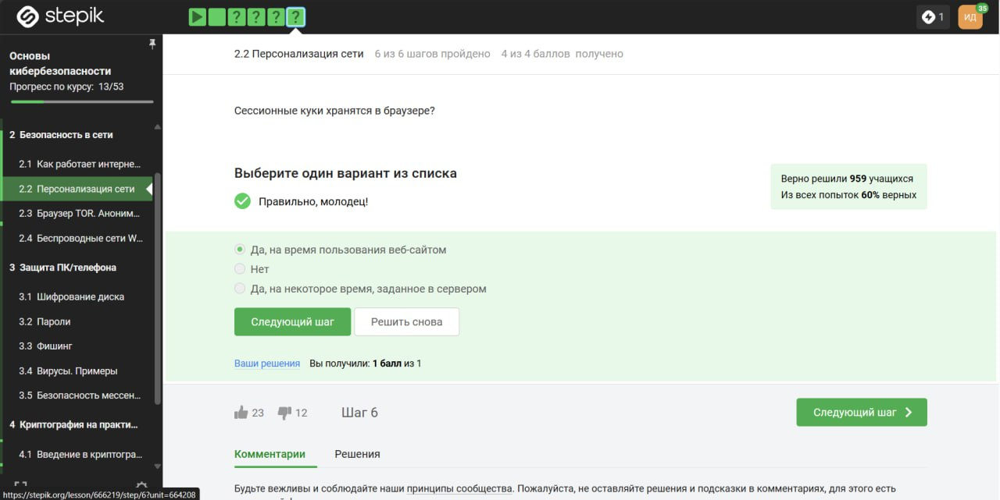 stepik
? ? ? ?
1
ИД
35
Основы
кибербезопасности
Прогресс по курсу: 13/53
2 Безопасность в сети
2.1 Как работает интерне...
2.2 Персонализация сети
2.3 Браузер TOR. Аноним...
2.4 Беспроводные сети W...
3 Защита ПК/телефона
3.1 Шифрование диска
3.2 Пароли
3.3 Фишинг
3.4 Вирусы. Примеры
3.5 Безопасность мессен...
4 Криптография на практи...
4.1 Введение в криптогра...
https://stepik.org/lesson/666219/step/6?unit=664208
2.2 Персонализация сети 6 из 6 шагов пройдено 4 из 4 баллов получено
Сессионные куки хранятся в браузере?
Выберите один вариант из списка
Правильно, молодец!
Верно решили 959 учащихся
Из всех попыток 60% верных
Да, на время пользования веб-сайтом
Нет
Да, на некоторое время, заданное в сервером
Следующий шаг Решить снова
Ваши решения Вы получили: 1 балл из 1
23 12 Шаг 6 Следующий шаг
Комментарии Решения
Будьте вежливы и соблюдайте наши принципы сообщества. Пожалуйста, не оставляйте решения и подсказки в комментариях, для этого есть